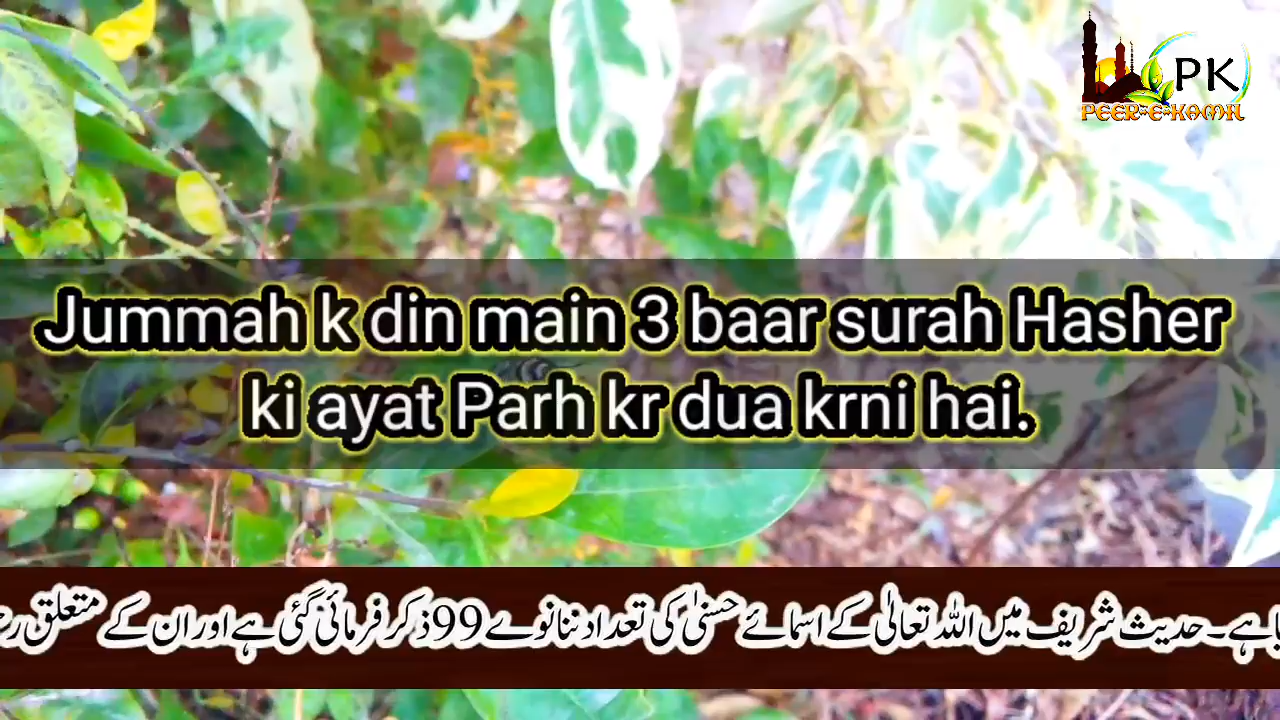 PK
PEER-E-KAMIL
Jummah k din main 3 baar surah Hasher
ki ayat Parh kr dua krni hai.
ہے۔ حدیث شریف میں اللہ تعالیٰ کے اسمائے حسنیٰ کی تعداد ننانوے 99 ذکر فرمائی گئی ہے اور ان کے متعلق